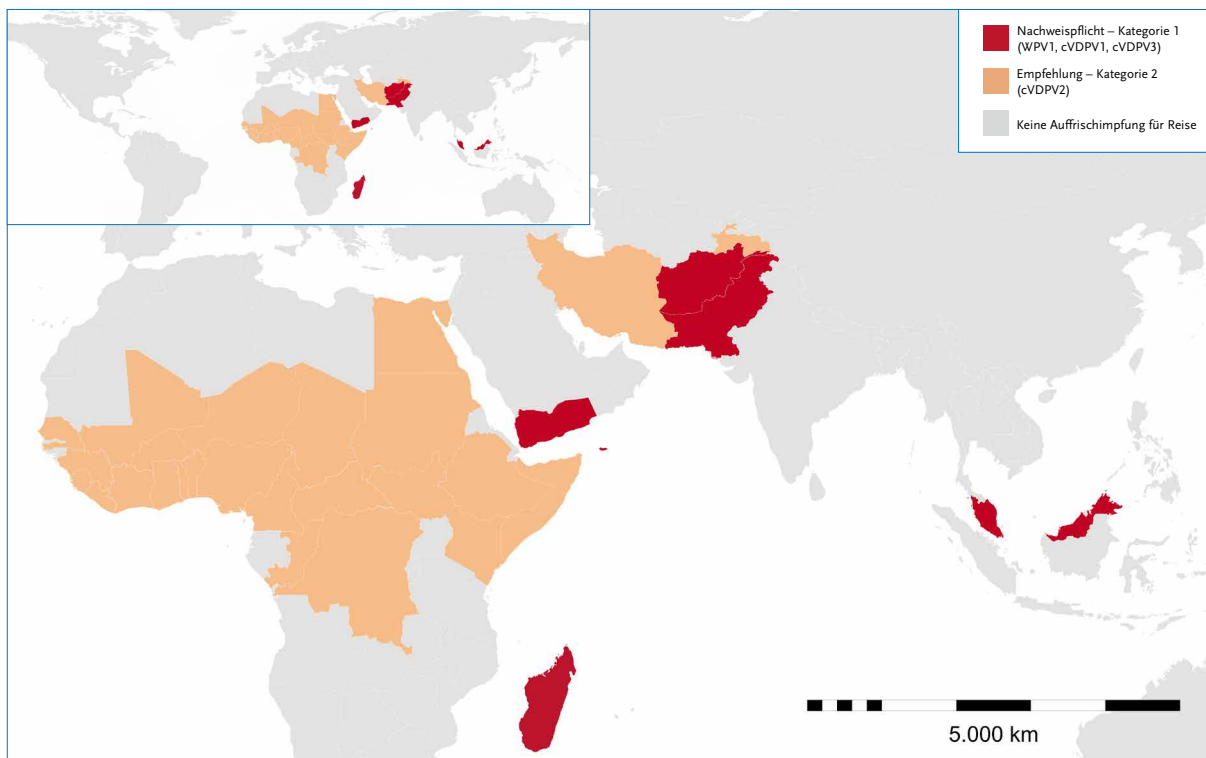 Nachweispflicht – Kategorie 1
(WPV1, cVDPV1, cVDPV3)
Empfehlung – Kategorie 2
(cVDPV2)
Keine Auffrischimpfung für Reise
5.000 km